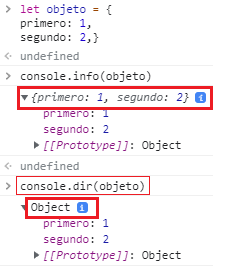 > let objeto = {
primero: 1,
segundo: 2,}
undefined
> console.info(objeto)
{primero: 1, segundo: 2} i
primero: 1
segundo: 2
[[Prototype]]: Object
undefined
> console.dir(objeto)
Object i
primero: 1
segundo: 2
[[Prototype]]: Object